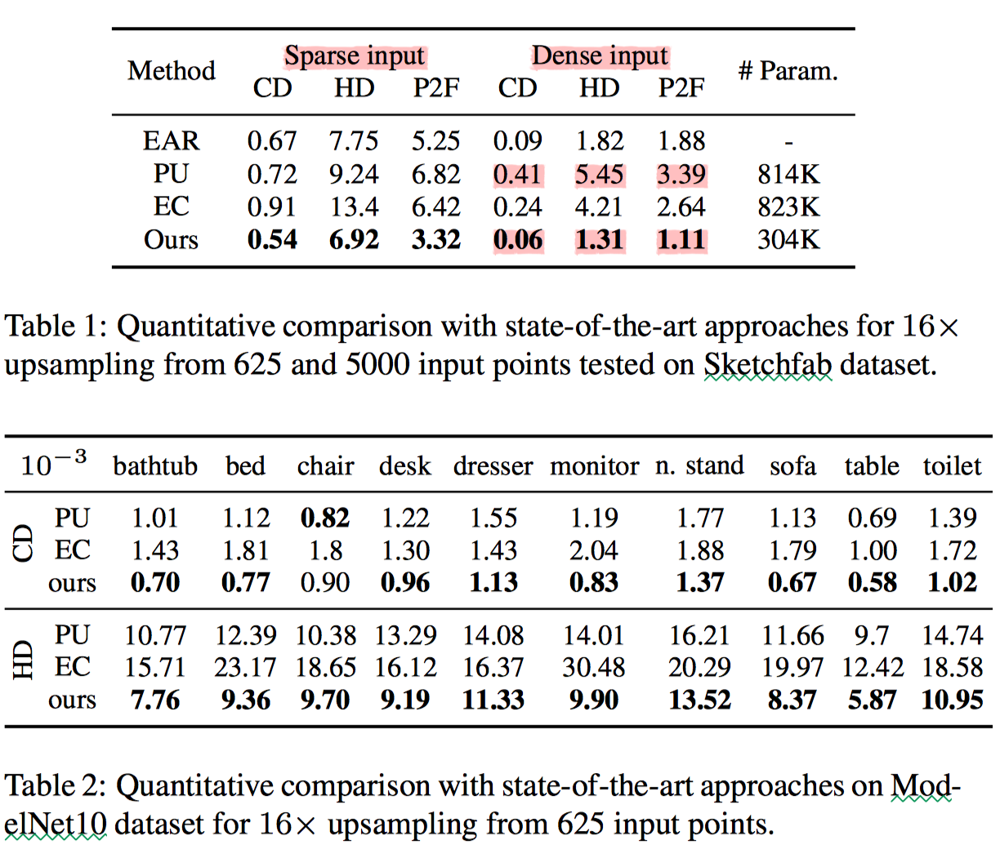 Method Sparse input Dense input # Param.
CD HD P2F CD HD P2F
EAR 0.67 7.75 5.25 0.09 1.82 1.88 -
PU 0.72 9.24 6.82 0.41 5.45 3.39 814K
EC 0.91 13.4 6.42 0.24 4.21 2.64 823K
Ours 0.54 6.92 3.32 0.06 1.31 1.11 304K
Table 1: Quantitative comparison with state-of-the-art approaches for 16×
upsampling from 625 and 5000 input points tested on Sketchfab dataset.
10⁻³ bathtub bed chair desk dresser monitor n. stand sofa table toilet
CD
PU 1.01 1.12 0.82 1.22 1.55 1.19 1.77 1.13 0.69 1.39
EC 1.43 1.81 1.8 1.30 1.43 2.04 1.88 1.79 1.00 1.72
ours 0.70 0.77 0.90 0.96 1.13 0.83 1.37 0.67 0.58 1.02
HD
PU 10.77 12.39 10.38 13.29 14.08 14.01 16.21 11.66 9.7 14.74
EC 15.71 23.17 18.65 16.12 16.37 30.48 20.29 19.97 12.42 18.58
ours 7.76 9.36 9.70 9.19 11.33 9.90 13.52 8.37 5.87 10.95
Table 2: Quantitative comparison with state-of-the-art approaches on Mod-
elNet10 dataset for 16× upsampling from 625 input points.